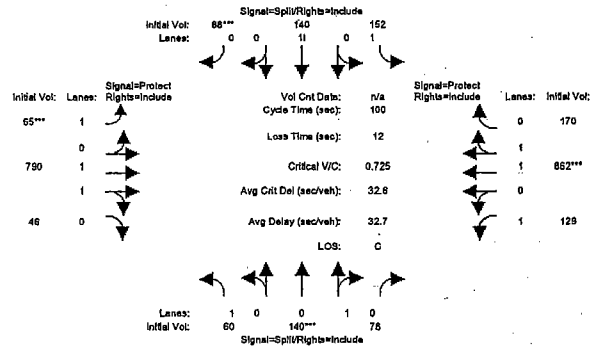 Signal=Split/Rights=Include
Initial Vol: 68*** 140 152
Lanes: 0 0 1! 0 1
Signal=Protect Signal=Protect
Initial Vol: Lanes: Rights=Include Vol Cnt Date: n/a Rights=Include Lanes: Initial Vol:
Cycle Time (sec): 100
65*** 1 0 170
Loss Time (sec): 12
0 1
790 1 Critical V/C: 0.725 1 862***
1 Avg Crit Del (sec/veh): 32.6 0
46 0 Avg Delay (sec/veh): 32.7 1 129
LOS: C
Lanes: 1 0 0 1 0
Initial Vol: 60 140*** 78
Signal=Split/Rights=Include